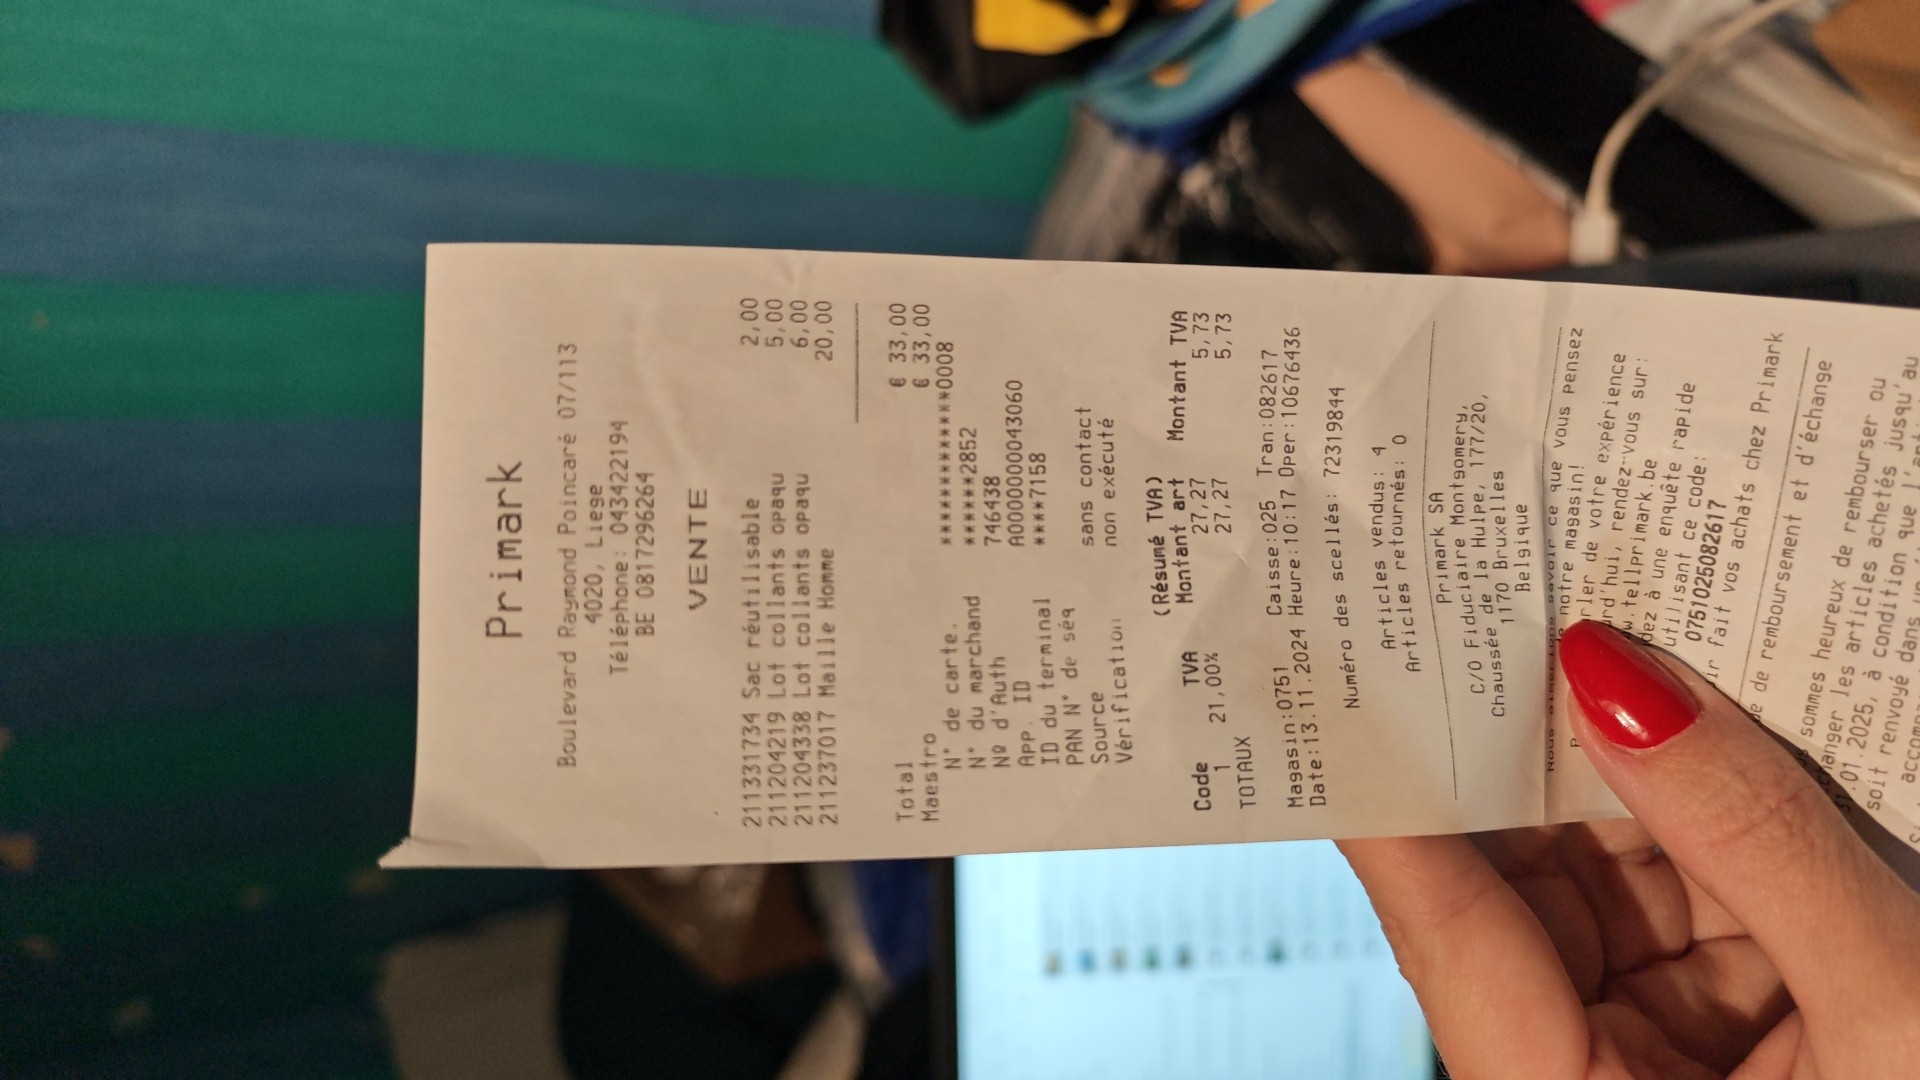 Primark
Boulevard Raymond Poincaré 07/113
4020, Liege
Téléphone: 043422194
BE 0817296264
VENTE
211331734 Sac réutilisable 2,00
211204219 Lot collants opaqu 5,00
211204338 Lot collants opaqu 6,00
211237017 Maille Homme 20,00
Total € 33,00
Maestro € 33,00
N° de carte. ***************0008
N° du marchand ******2852
Nº d'Auth 746438
App. ID A0000000043060
ID du terminal ****7158
PAN N° de séq
Source sans contact
Vérification non exécuté
(Résumé TVA)
Code TVA Montant art Montant TVA
1 21,00% 27,27 5,73
TOTAUX 27,27 5,73
Magasin:0751 Caisse:025 Tran:082617
Date:13.11.2024 Heure:10:17 Oper:10676436
Numéro des scellés: 72319844
Articles vendus: 4
Articles retournés: 0
Primark SA
C/O Fiduciaire Montgomery,
Chaussée de la Hulpe, 177/20,
1170 Bruxelles
Belgique
Nous savoir ce que vous pensez
notre magasin!
de votre expérience
rendez-vous sur:
tellprimark be
à une enquête rapide
utilisant ce code:
07510250​82617
fait vos achats chez Primark
de remboursement et d'échange
sommes heureux de rembourser ou
les articles achetés jusqu'au
01.2025, à condition que
soit renvoyé dans